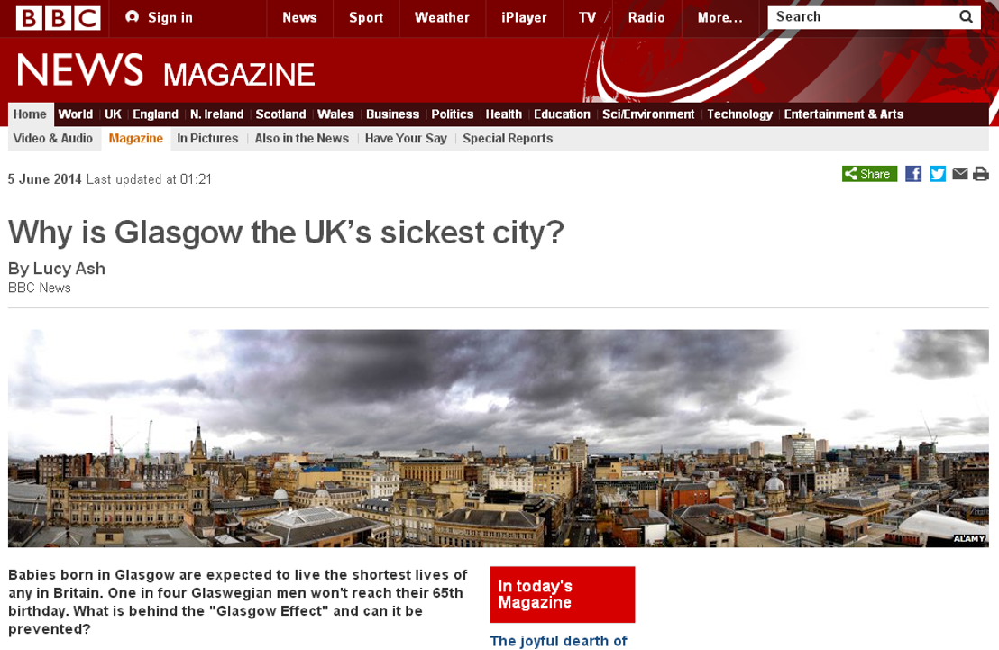 BBC Sign in News Sport Weather iPlayer TV Radio More... Search
NEWS MAGAZINE
Home World UK England N. Ireland Scotland Wales Business Politics Health Education Sci/Environment Technology Entertainment & Arts
Video & Audio Magazine In Pictures Also in the News Have Your Say Special Reports
5 June 2014 Last updated at 01:21
Share
Why is Glasgow the UK's sickest city?
By Lucy Ash
BBC News
ALAMY
Babies born in Glasgow are expected to live the shortest lives of
any in Britain. One in four Glaswegian men won't reach their 65th
birthday. What is behind the "Glasgow Effect" and can it be
prevented?
In today's
Magazine
The joyful dearth of